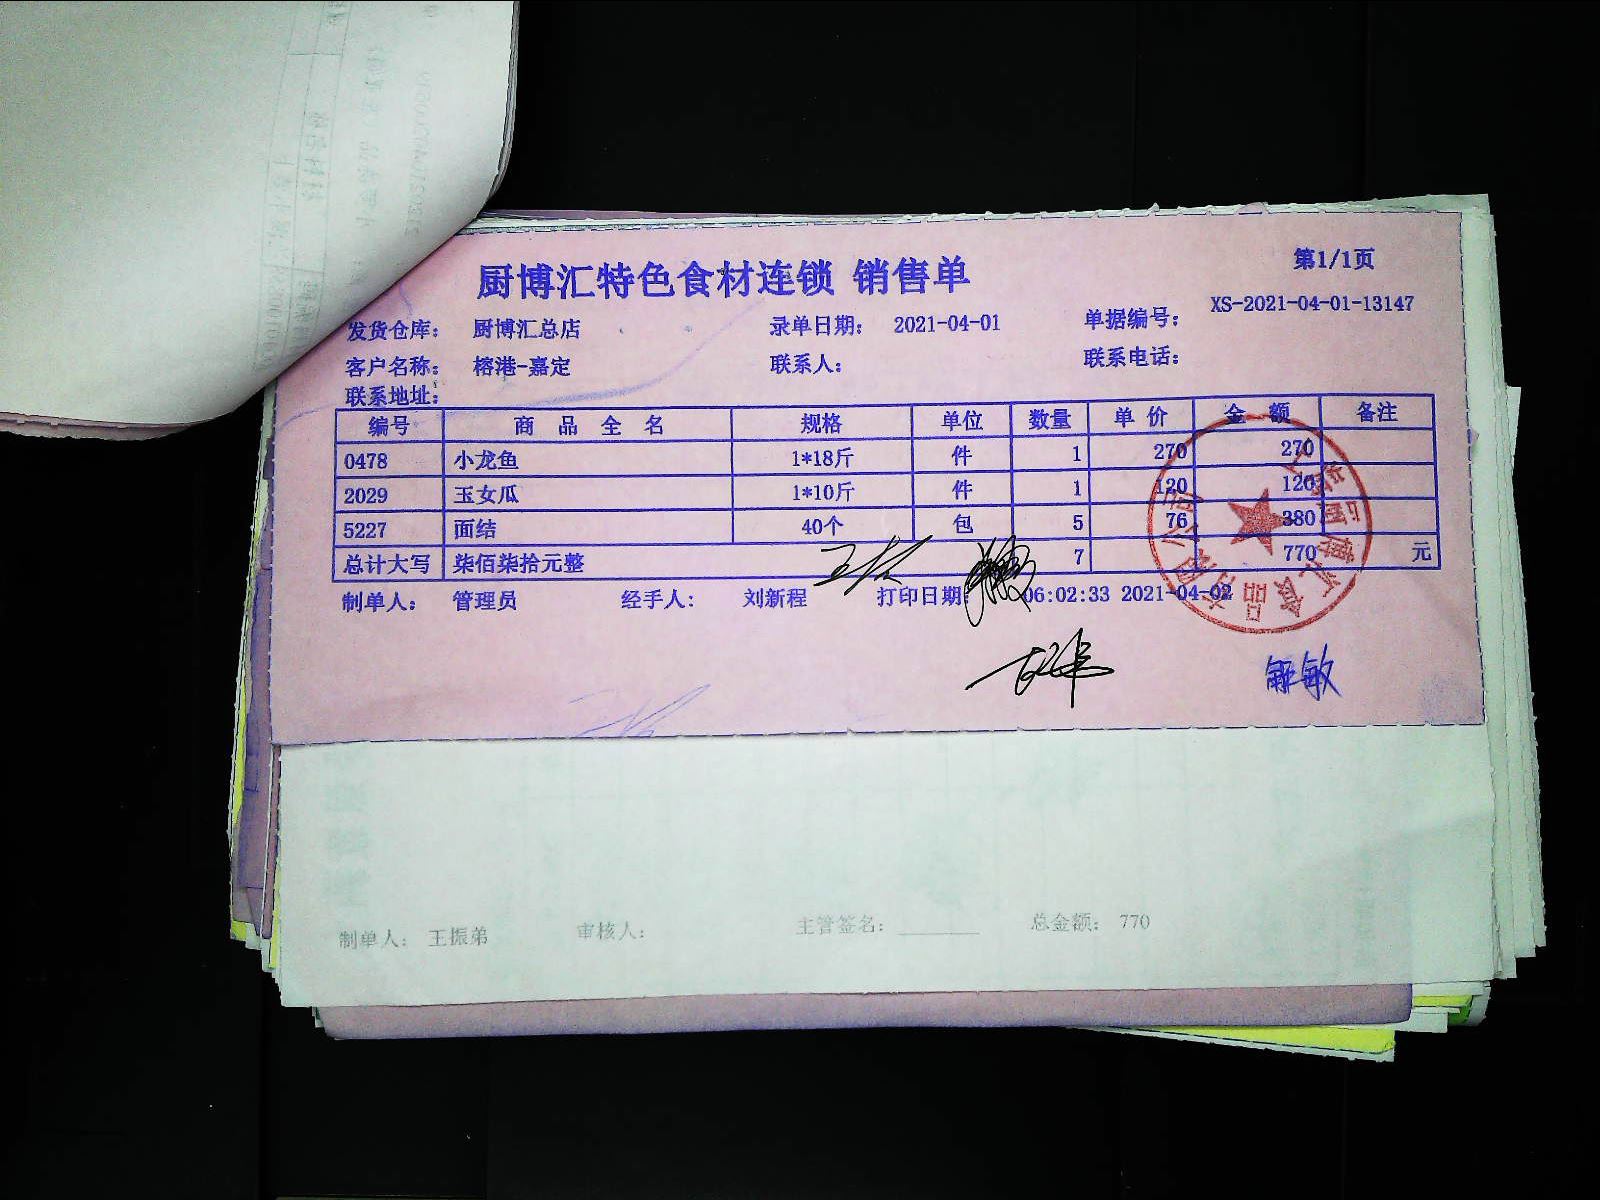 厨博汇特色食材连锁 销售单
第1/1页
发货仓库： 厨博汇总店 录单日期： 2021-04-01 单据编号： XS-2021-04-01-13147
客户名称： 榕港-嘉定 联系人： 联系电话：
联系地址：
编号 商品全名 规格 单位 数量 单价 金额 备注
0478 小龙鱼 1*18斤 件 1 270 270
2029 玉女瓜 1*10斤 件 1 120 120
5227 面结 40个 包 5 76 380
总计大写 柒佰柒拾元整 7 770 元
制单人： 管理员 经手人： 刘新程 打印日期： 06:02:33 2021-04-02
制单人： 王振弟 审核人： 主管签名： 总金额： 770